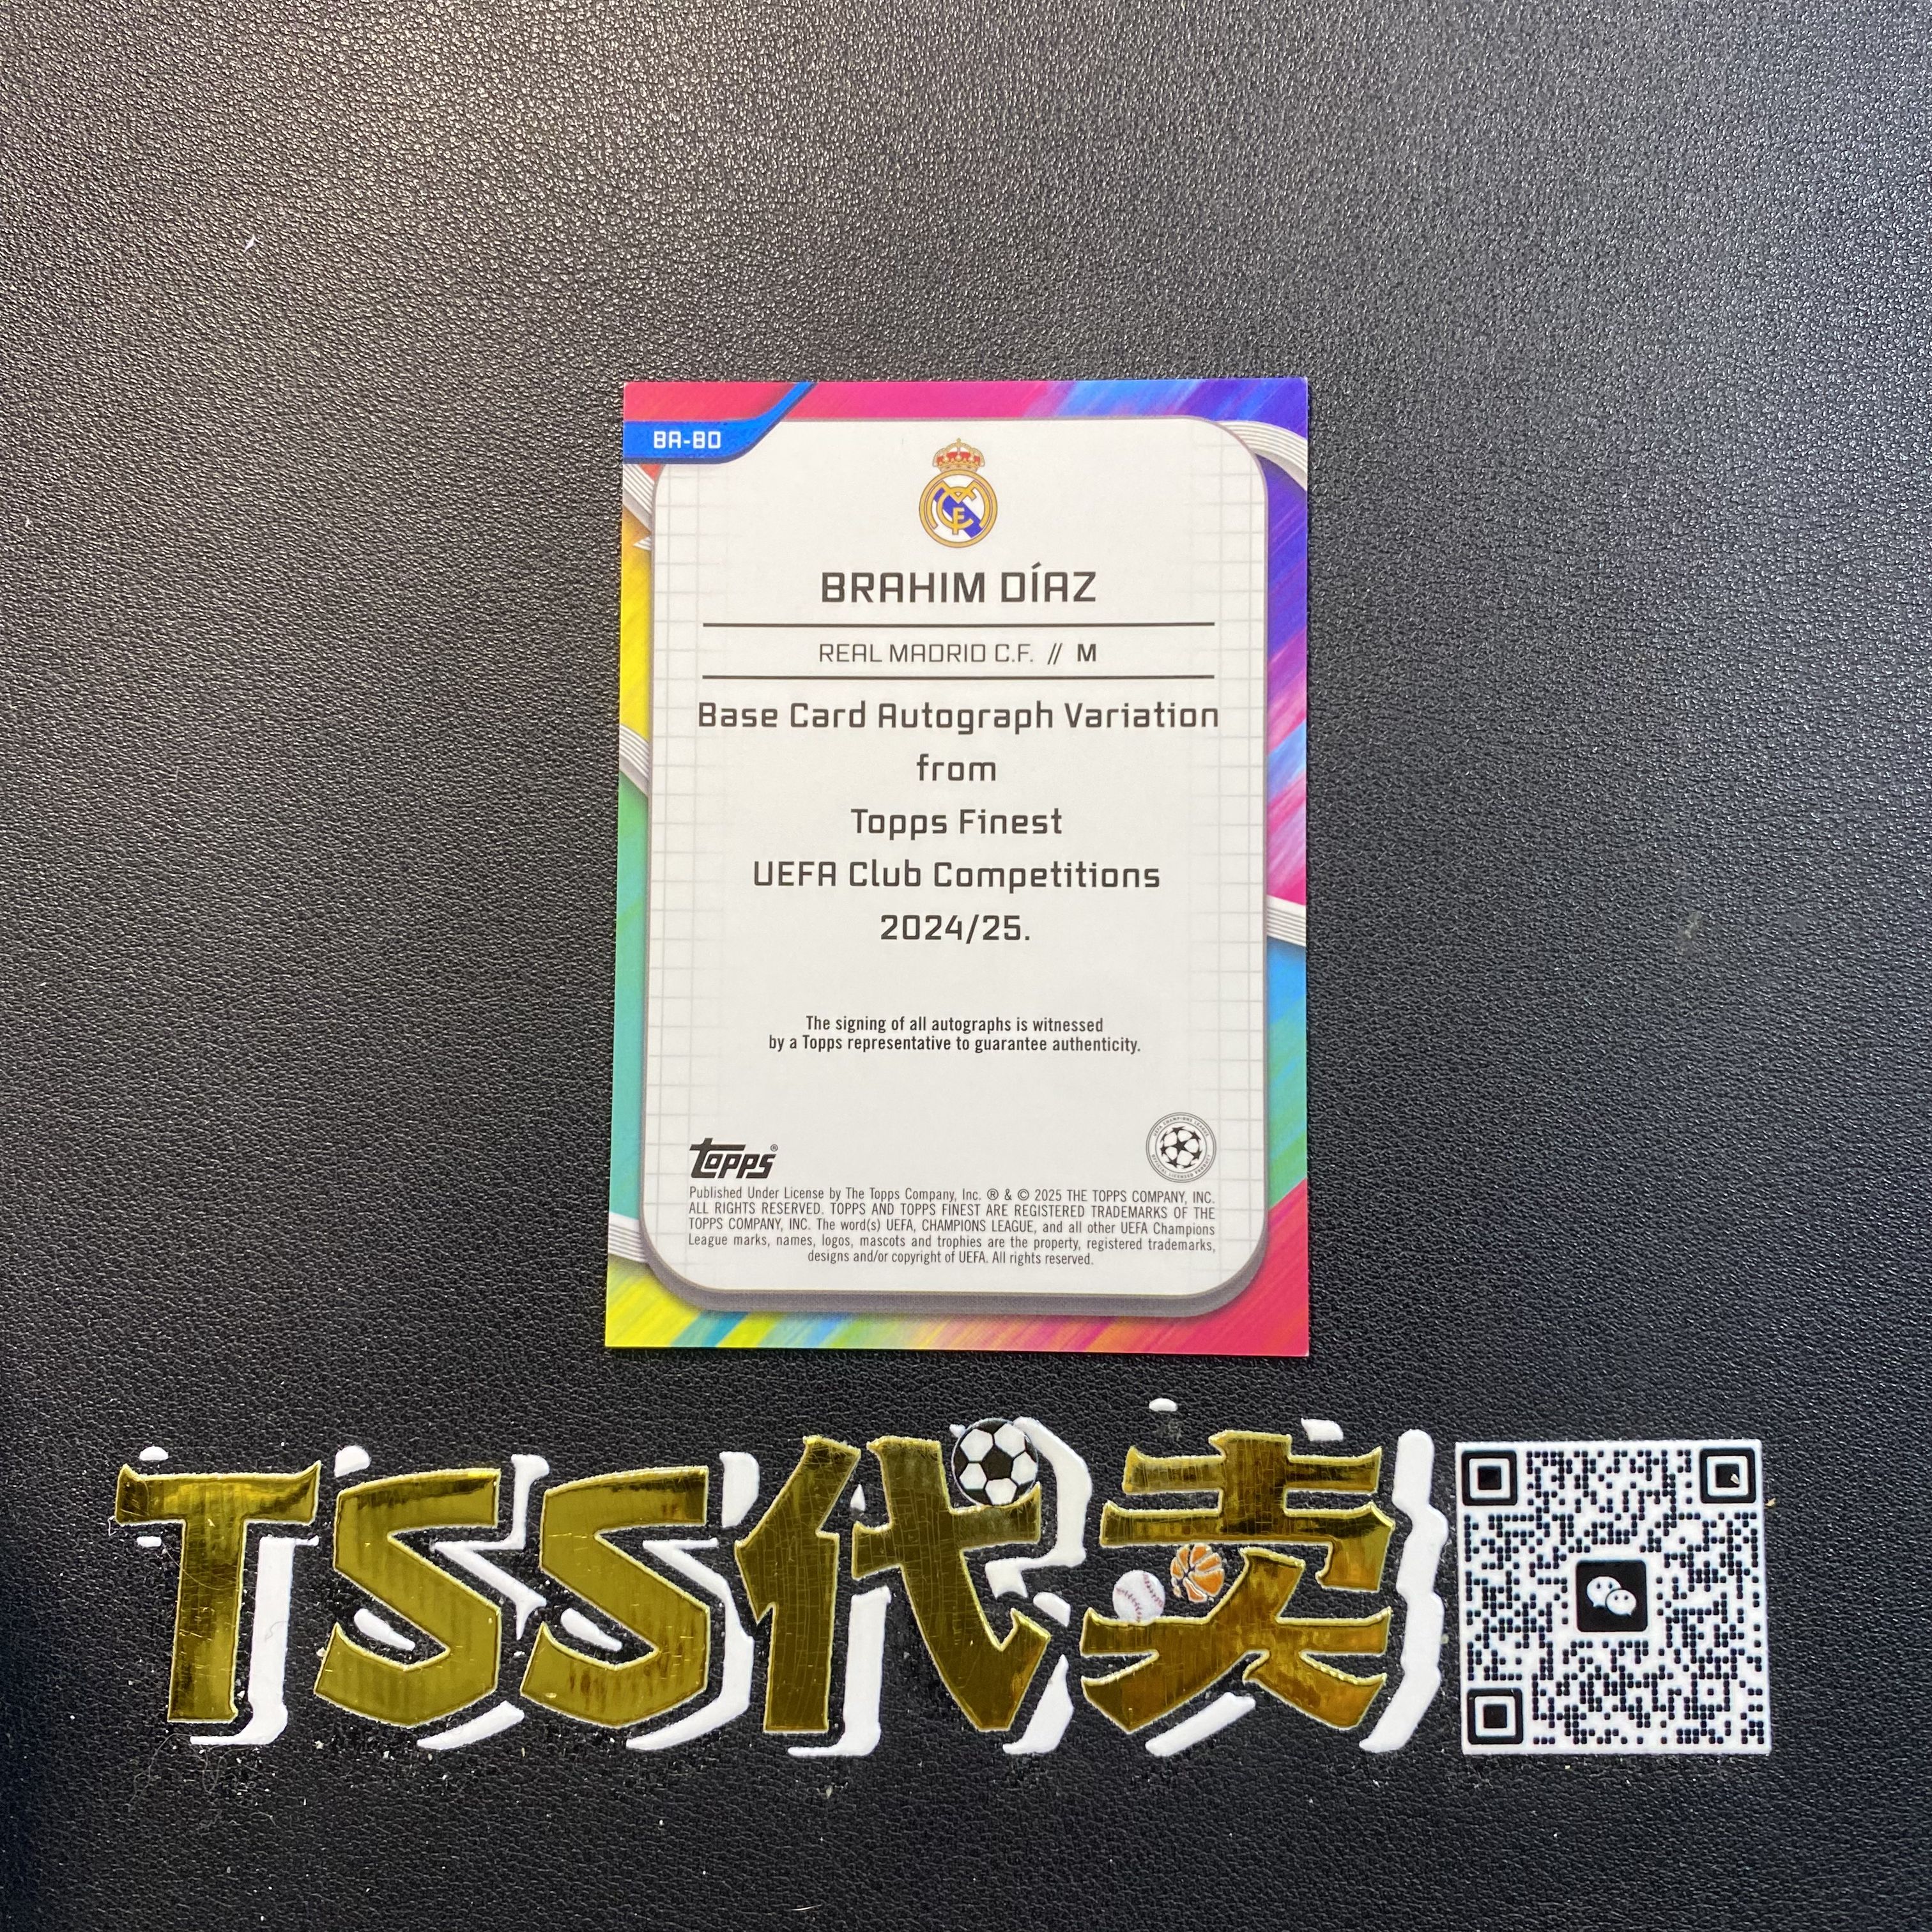 BA-BD
BRAHIM DÍAZ
REAL MADRID C.F. // M
Base Card Autograph Variation
from
Topps Finest
UEFA Club Competitions
2024/25.
The signing of all autographs is witnessed
by a Topps representative to guarantee authenticity.
topps®
Published Under License by The Topps Company, Inc. ® & © 2025 THE TOPPS COMPANY, INC.
ALL RIGHTS RESERVED. TOPPS AND TOPPS FINEST ARE REGISTERED TRADEMARKS OF THE
TOPPS COMPANY, INC. The word(s) UEFA, CHAMPIONS LEAGUE, and all other UEFA Champions
League marks, names, logos, mascots and trophies are the property, registered trademarks,
designs and/or copyright of UEFA. All rights reserved.
TSS代卖